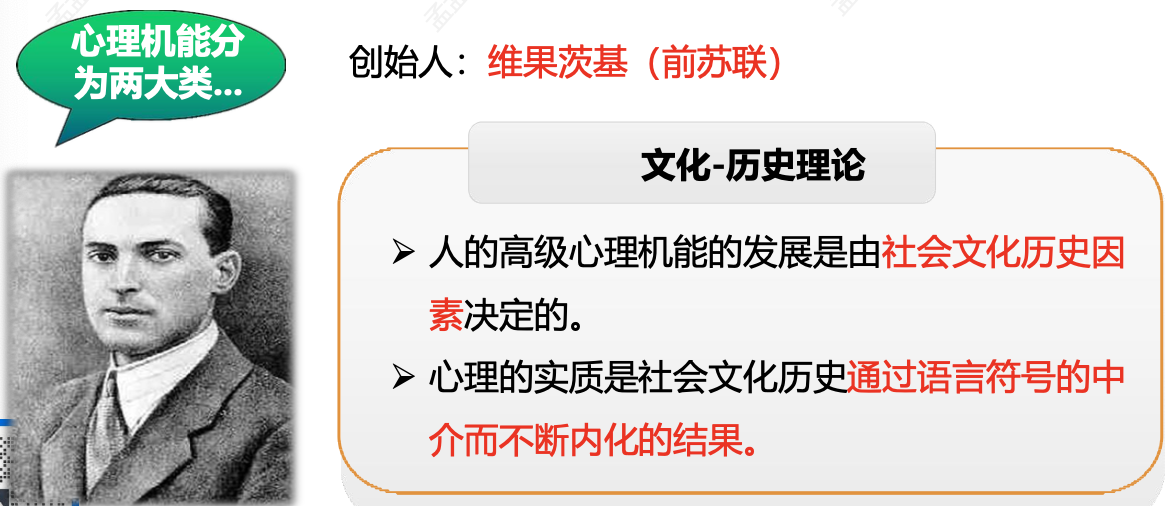 心理机能分
为两大类...
创始人：维果茨基（前苏联）
文化-历史理论
人的高级心理机能的发展是由社会文化历史因
素决定的。
心理的实质是社会文化历史通过语言符号的中
介而不断内化的结果。